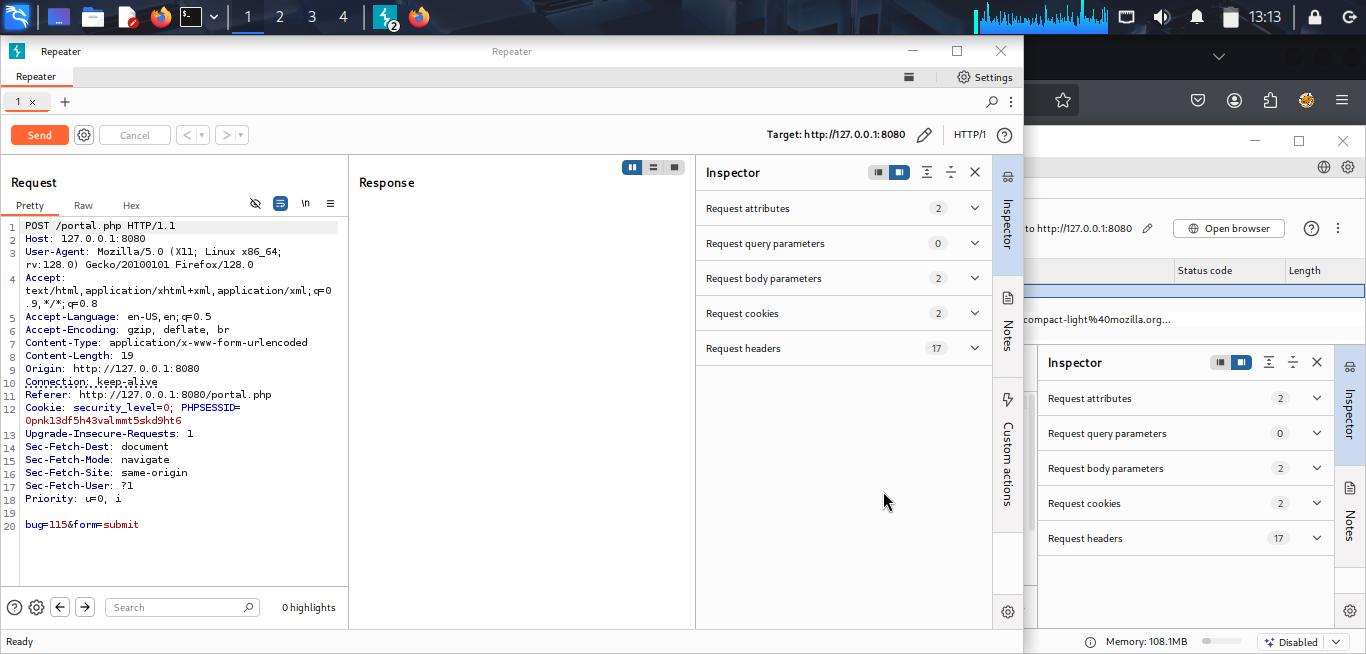 1
2
3
4
2
13:13
Repeater
Repeater
Repeater
Settings
1 ×
+
Send
Cancel
<
>
Target: http://127.0.0.1:8080
HTTP/1
Request
Pretty
Raw
Hex
\n
1 POST /portal.php HTTP/1.1
2 Host: 127.0.0.1:8080
3 User-Agent: Mozilla/5.0 (X11; Linux x86_64;
rv:128.0) Gecko/20100101 Firefox/128.0
4 Accept:
text/html,application/xhtml+xml,application/xml;q=0
.9,*/*;q=0.8
5 Accept-Language: en-US,en;q=0.5
6 Accept-Encoding: gzip, deflate, br
7 Content-Type: application/x-www-form-urlencoded
8 Content-Length: 19
9 Origin: http://127.0.0.1:8080
10 Connection: keep-alive
11 Referer: http://127.0.0.1:8080/portal.php
12 Cookie: security_level=0; PHPSESSID=
0pnk13df5h43valmmt5skd9ht6
13 Upgrade-Insecure-Requests: 1
14 Sec-Fetch-Dest: document
15 Sec-Fetch-Mode: navigate
16 Sec-Fetch-Site: same-origin
17 Sec-Fetch-User: ?1
18 Priority: u=0, i
19
20 bug=115&form=submit
Search
0 highlights
Ready
Response
Inspector
Request attributes 2
Request query parameters 0
Request body parameters 2
Request cookies 2
Request headers 17
Inspector
Notes
Custom actions
to http://127.0.0.1:8080
Open browser
Status code
Length
compact-light%40mozilla.org...
Inspector
Request attributes 2
Request query parameters 0
Request body parameters 2
Request cookies 2
Request headers 17
Inspector
Notes
Memory: 108.1MB
Disabled